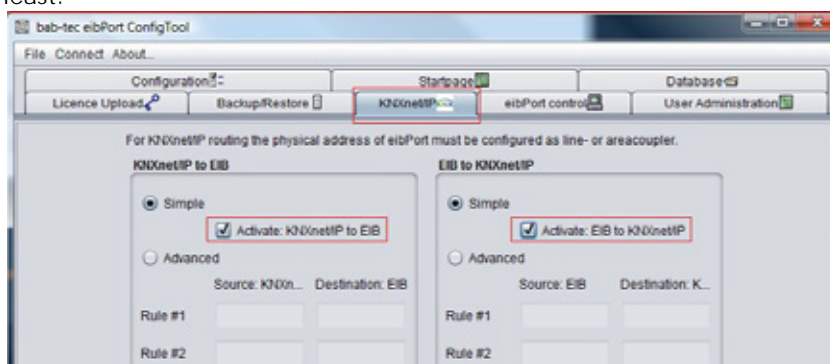 bab-tec eibPort ConfigTool
File Connect About...
Configuration Startpage Database
Licence Upload Backup/Restore KNXnet/IP eibPort control User Administration
For KNXnet/IP routing the physical address of eibPort must be configured as line- or areacoupler.
KNXnet/IP to EIB EIB to KNXnet/IP
Simple Simple
Activate: KNXnet/IP to EIB Activate: EIB to KNXnet/IP
Advanced Advanced
Source: KNXn... Destination: EIB Source: EIB Destination: K...
Rule #1 Rule #1
Rule #2 Rule #2